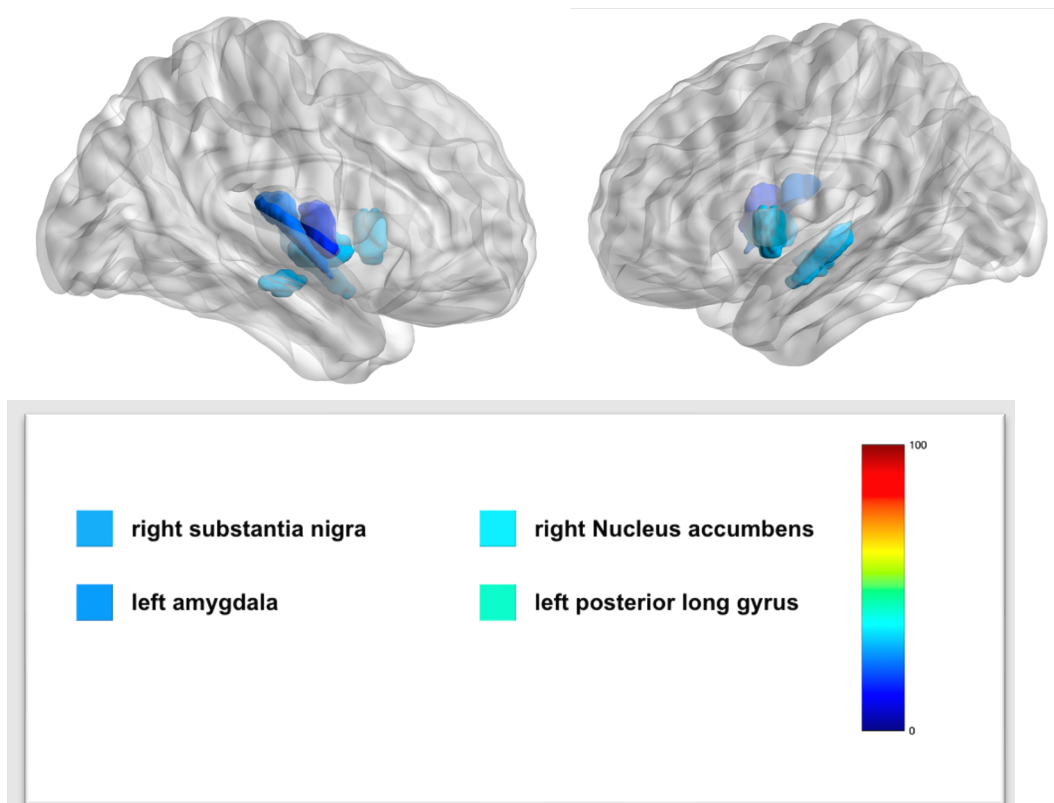 100
right substantia nigra
right Nucleus accumbens
left amygdala
left posterior long gyrus
0